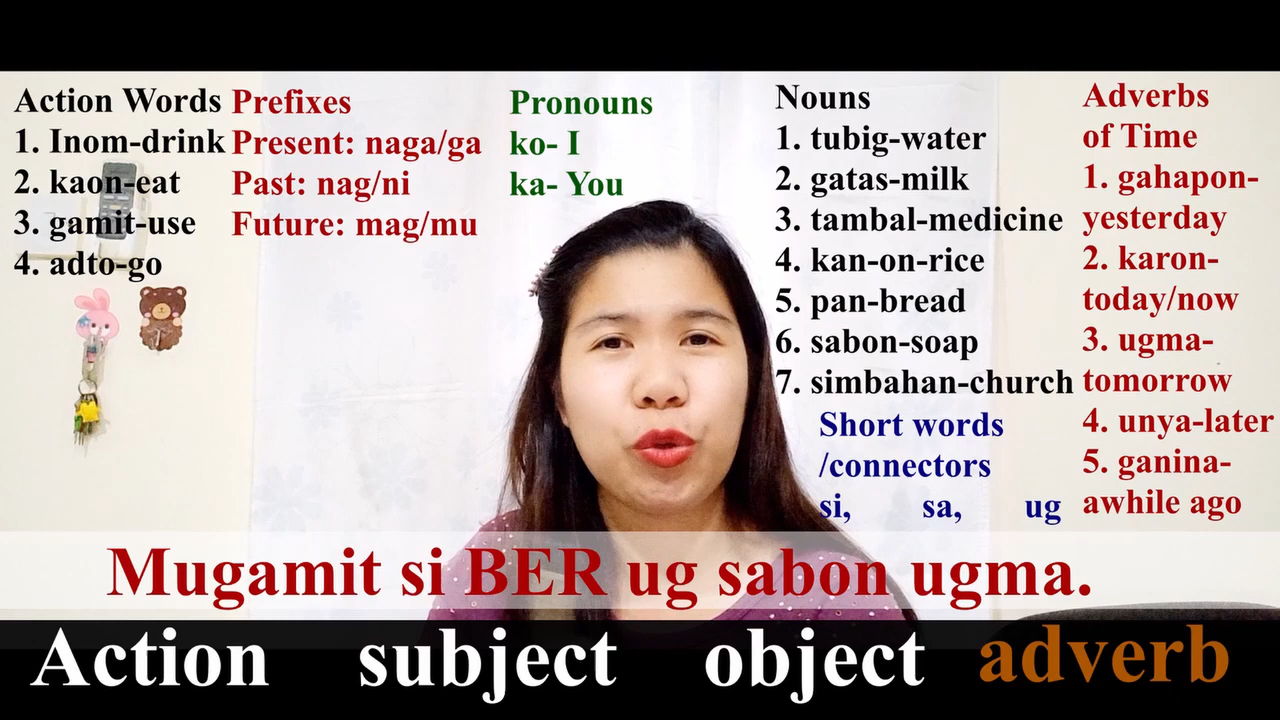 Action Words
1. Inom-drink
2. kaon-eat
3. gamit-use
4. adto-go
Prefixes
Present: naga/ga
Past: nag/ni
Future: mag/mu
Pronouns
ko- I
ka- You
Nouns
1. tubig-water
2. gatas-milk
3. tambal-medicine
4. kan-on-rice
5. pan-bread
6. sabon-soap
7. simbahan-church
Short words
/connectors
si, sa, ug
Adverbs
of Time
1. gahapon-
yesterday
2. karon-
today/now
3. ugma-
tomorrow
4. unya-later
5. ganina-
awhile ago
Mugamit si BER ug sabon ugma.
Action subject object adverb